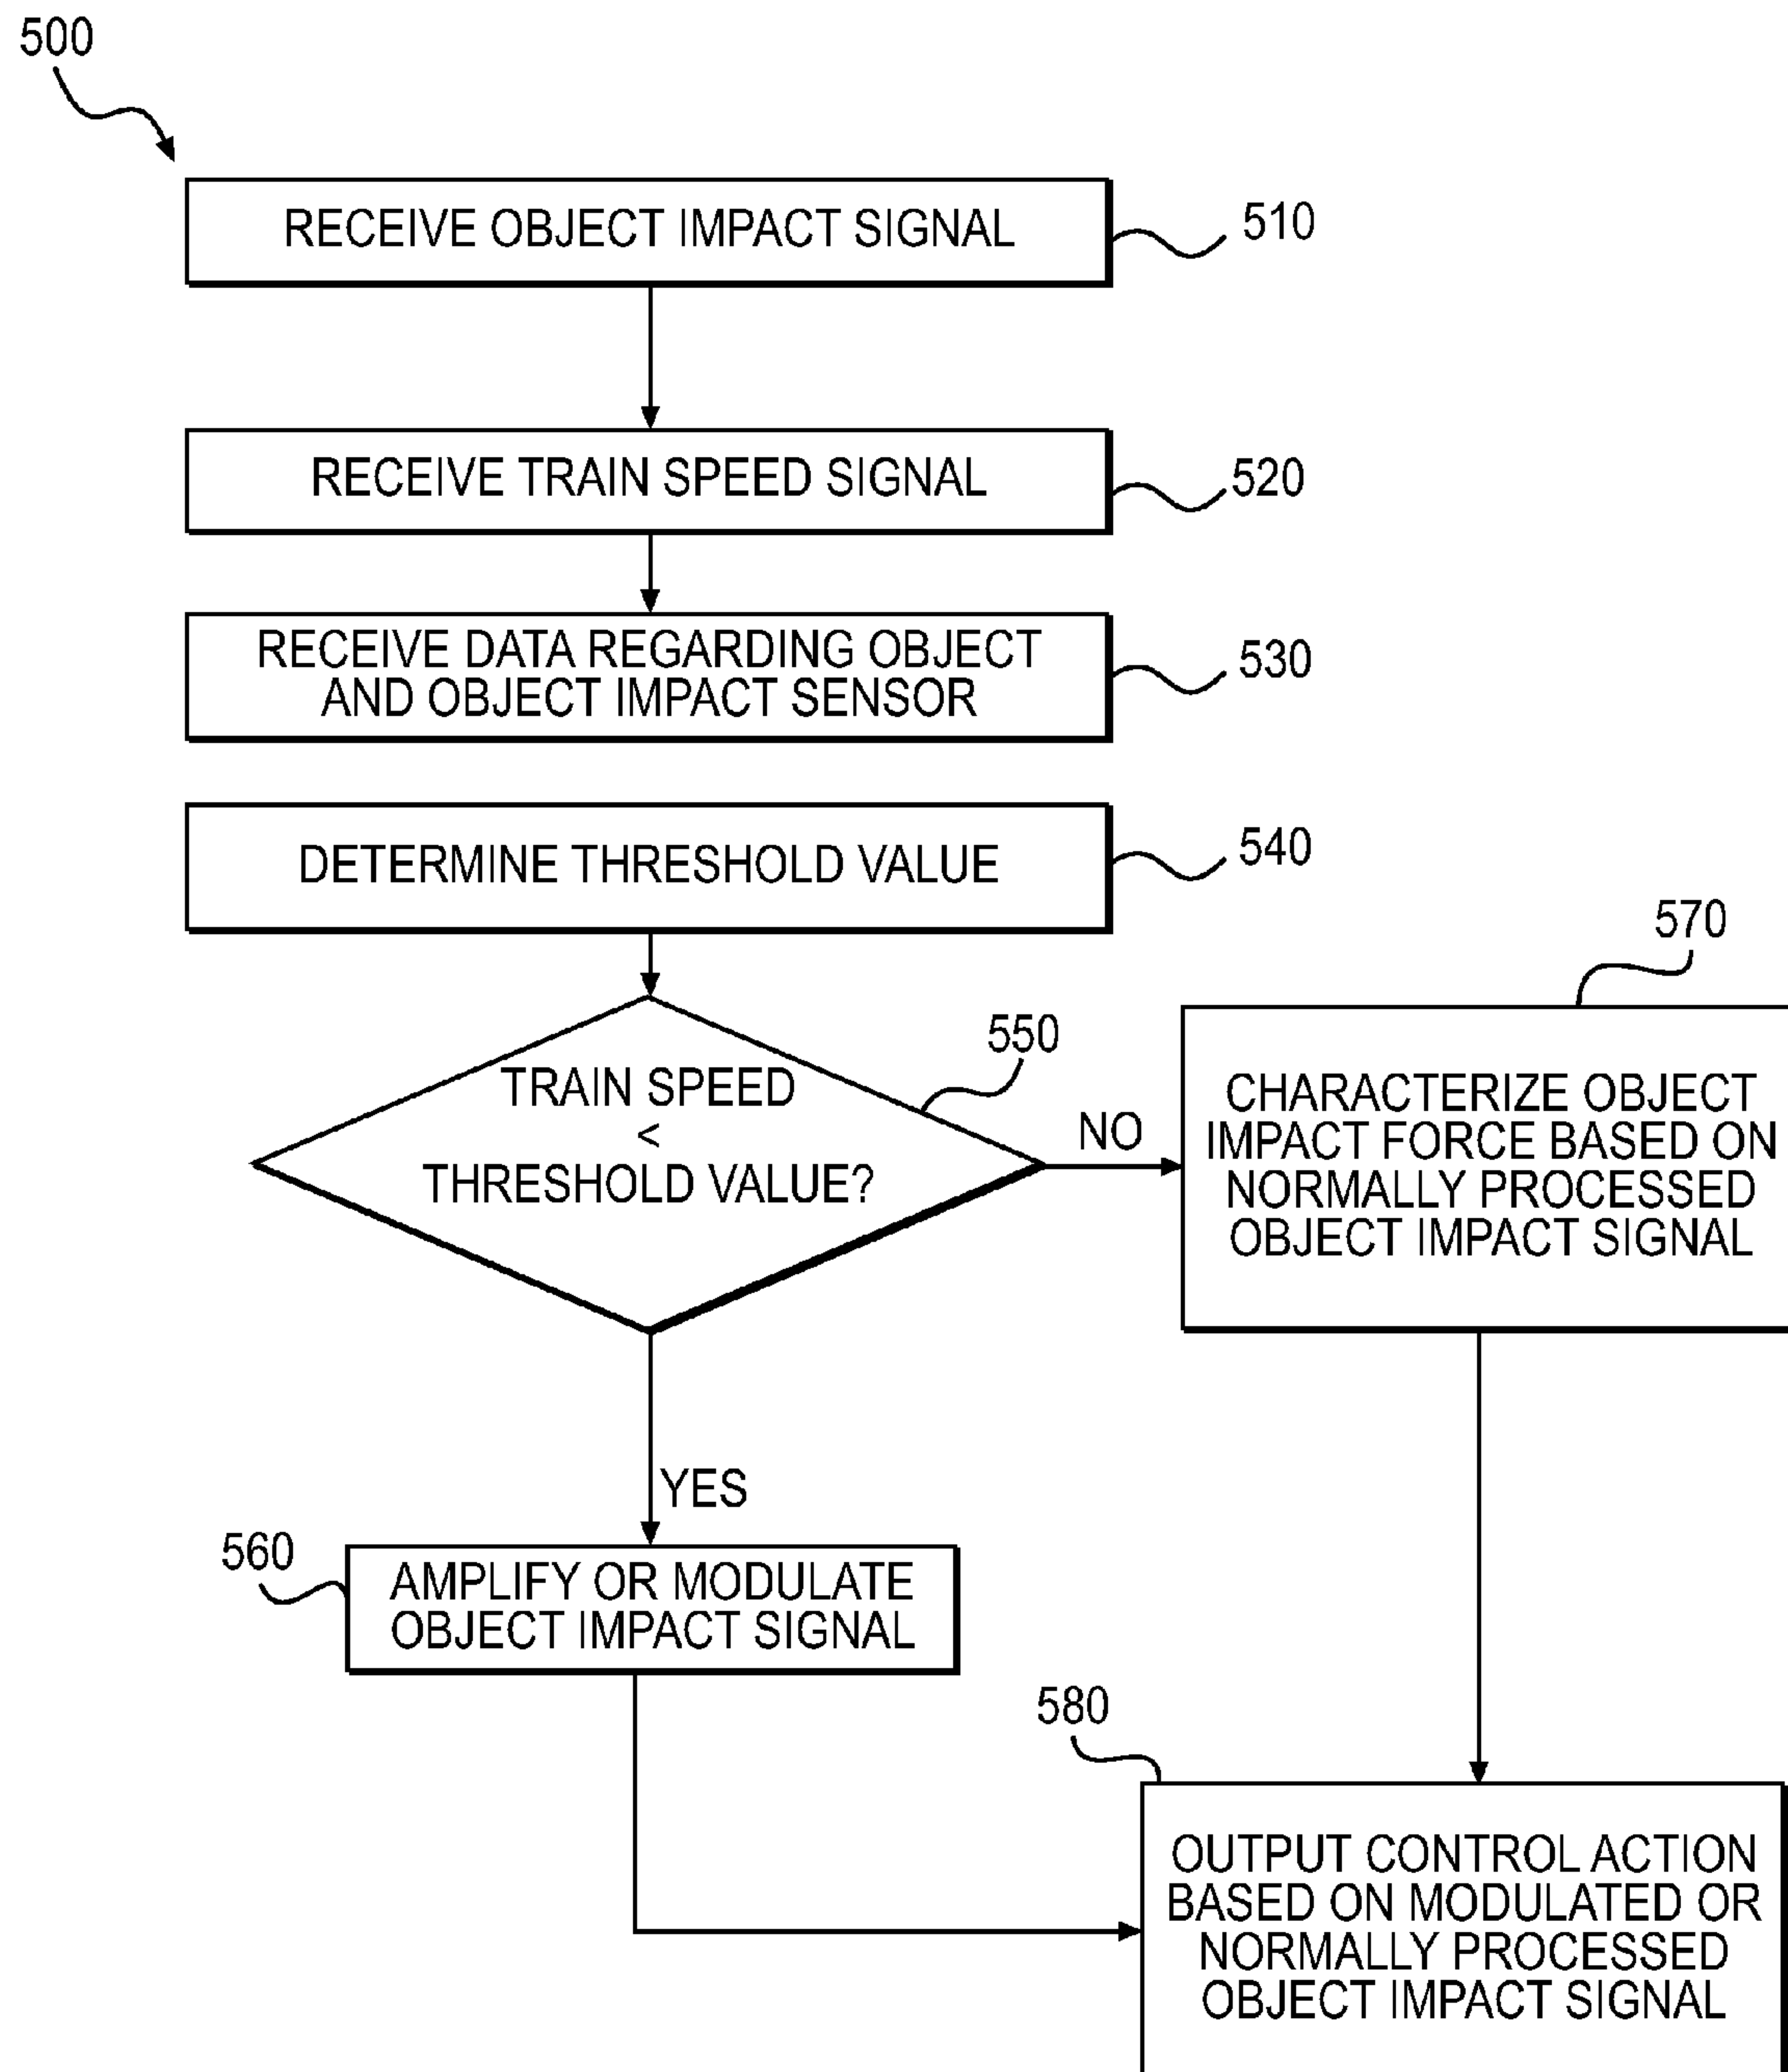 500
RECEIVE OBJECT IMPACT SIGNAL
510
RECEIVE TRAIN SPEED SIGNAL
520
RECEIVE DATA REGARDING OBJECT
AND OBJECT IMPACT SENSOR
530
DETERMINE THRESHOLD VALUE
540
TRAIN SPEED
<
THRESHOLD VALUE?
550
NO
570
CHARACTERIZE OBJECT
IMPACT FORCE BASED ON
NORMALLY PROCESSED
OBJECT IMPACT SIGNAL
YES
560
AMPLIFY OR MODULATE
OBJECT IMPACT SIGNAL
580
OUTPUT CONTROL ACTION
BASED ON MODULATED OR
NORMALLY PROCESSED
OBJECT IMPACT SIGNAL